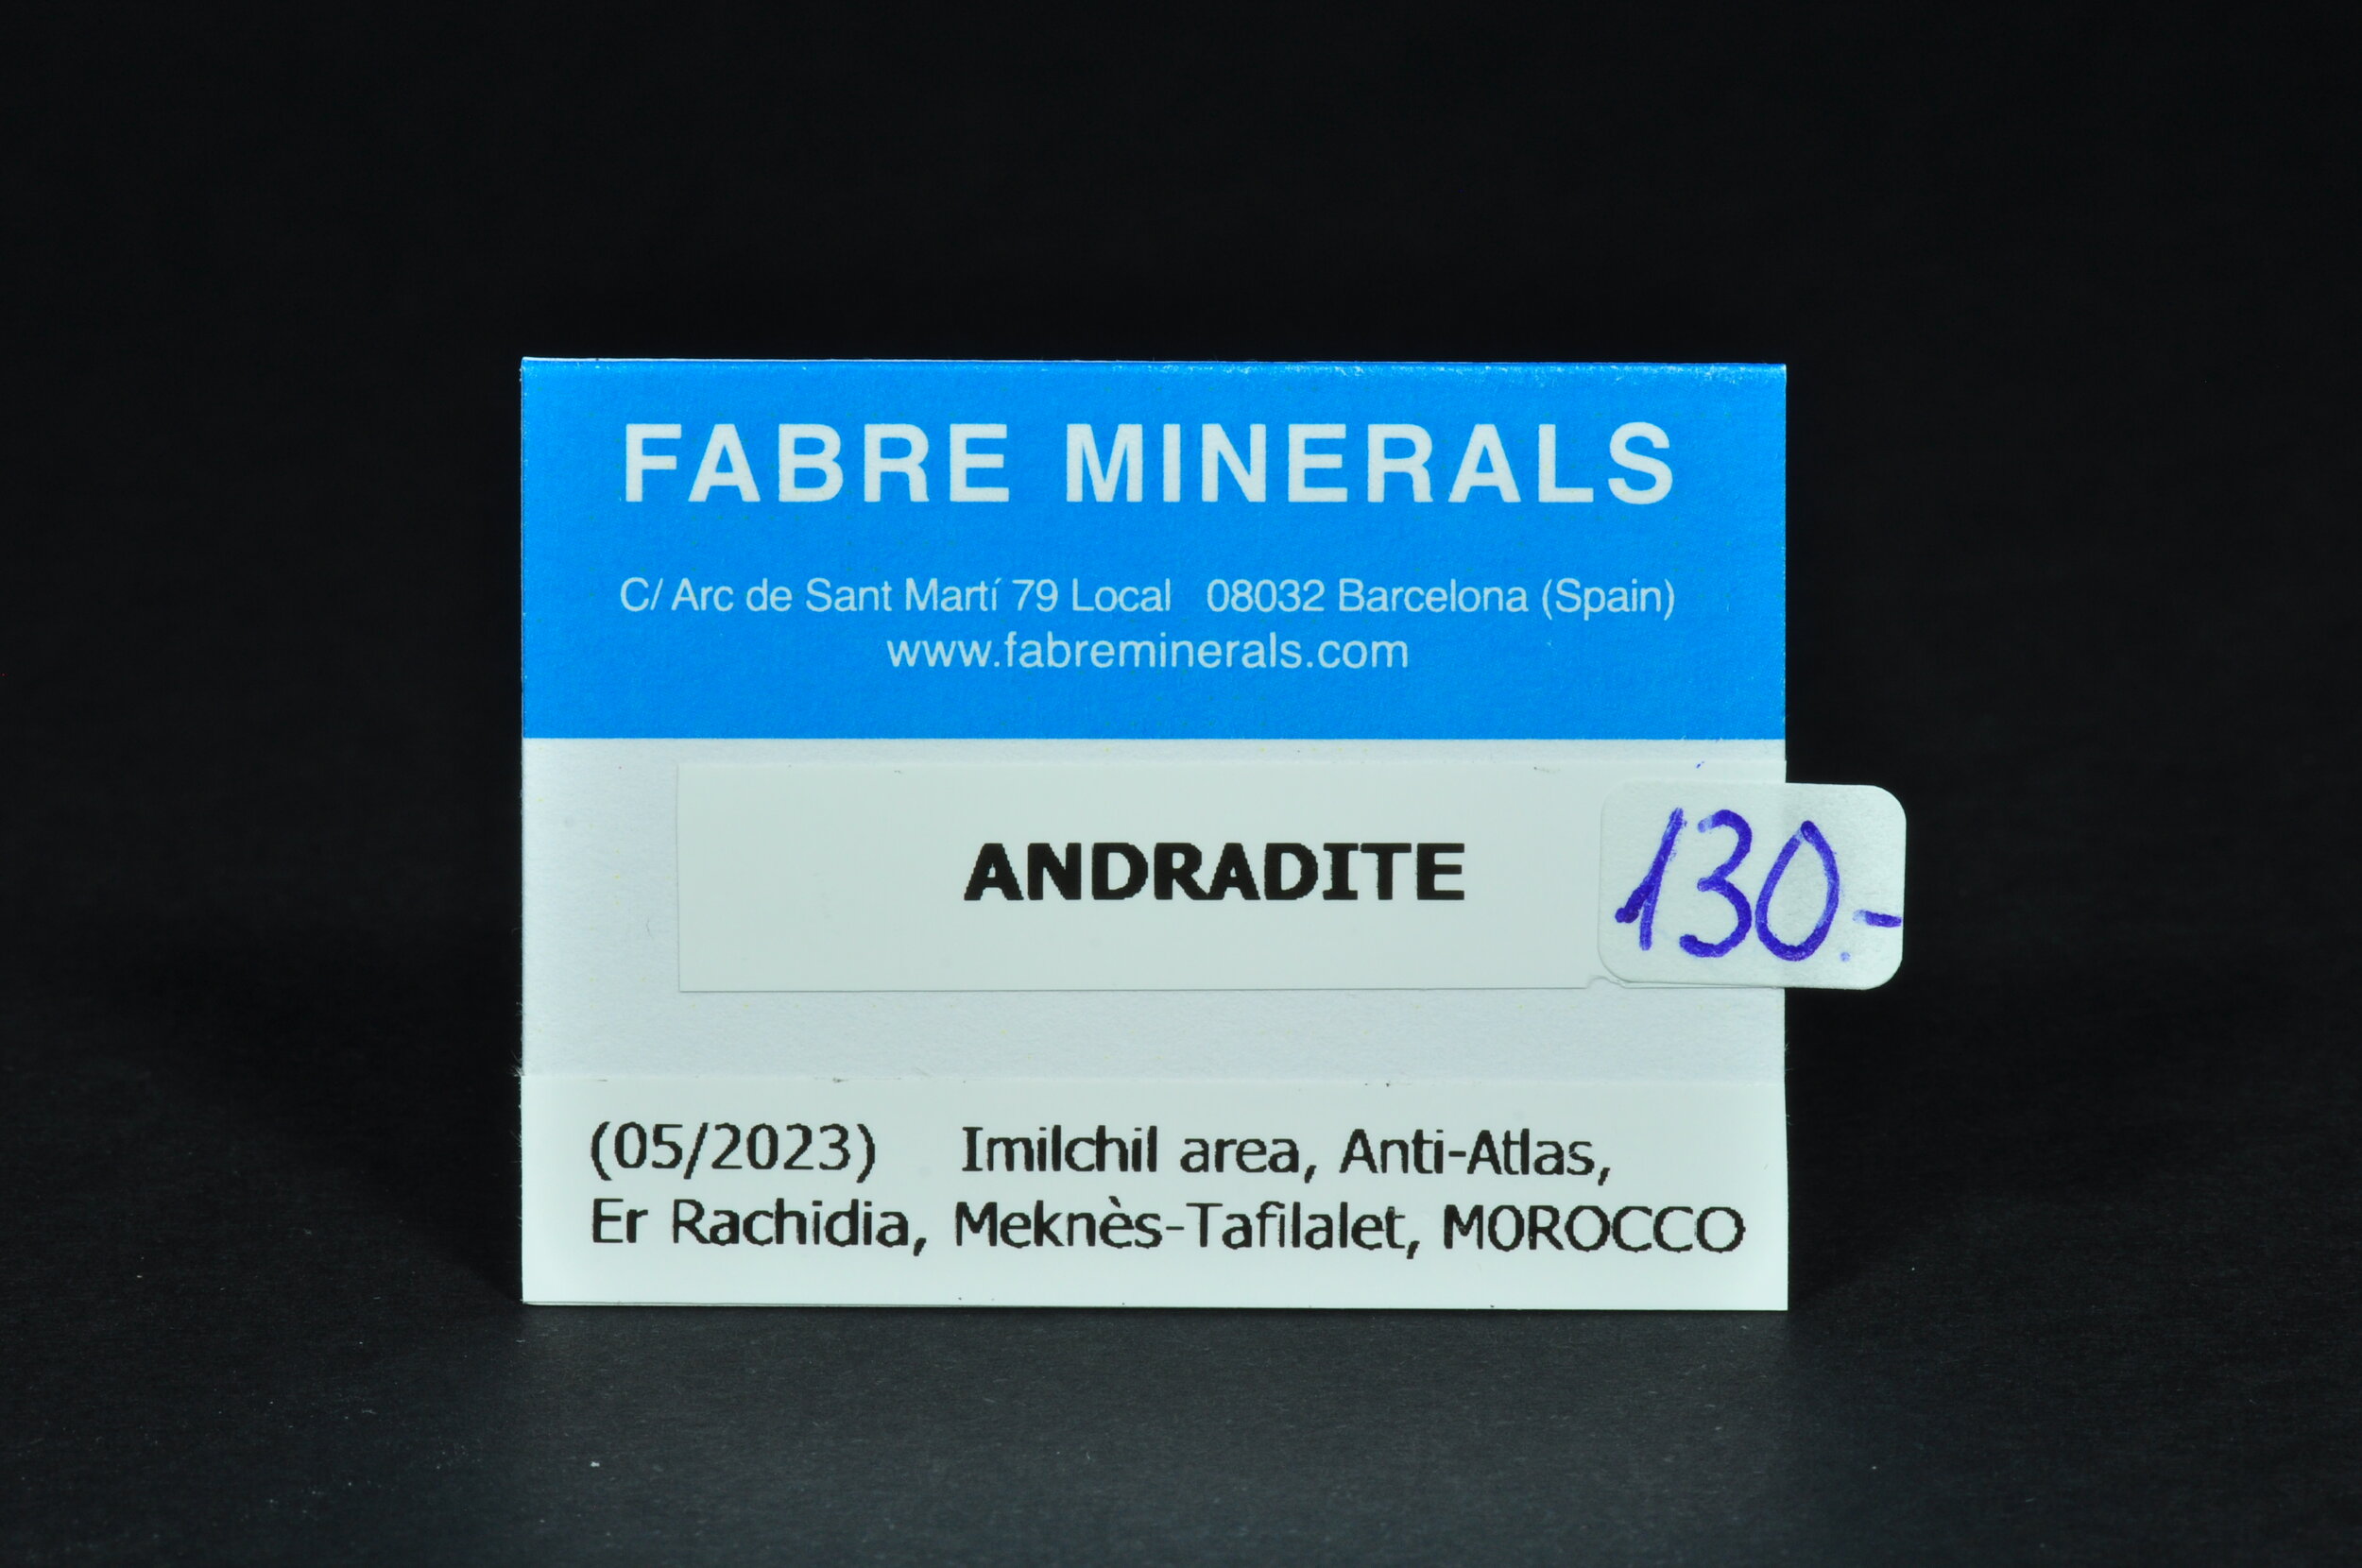 FABRE MINERALS
C/ Arc de Sant Martí 79 Local 08032 Barcelona (Spain)
www.fabreminerals.com
ANDRADITE
130.-
(05/2023) Imilchil area, Anti-Atlas,
Er Rachidia, Meknès-Tafilalet, MOROCCO